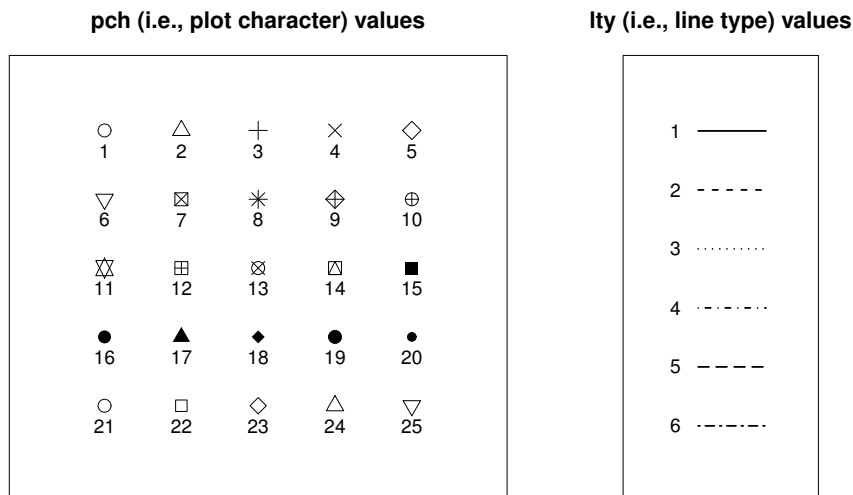 pch (i.e., plot character) values
1 2 3 4 5
6 7 8 9 10
11 12 13 14 15
16 17 18 19 20
21 22 23 24 25
lty (i.e., line type) values
1
2
3
4
5
6